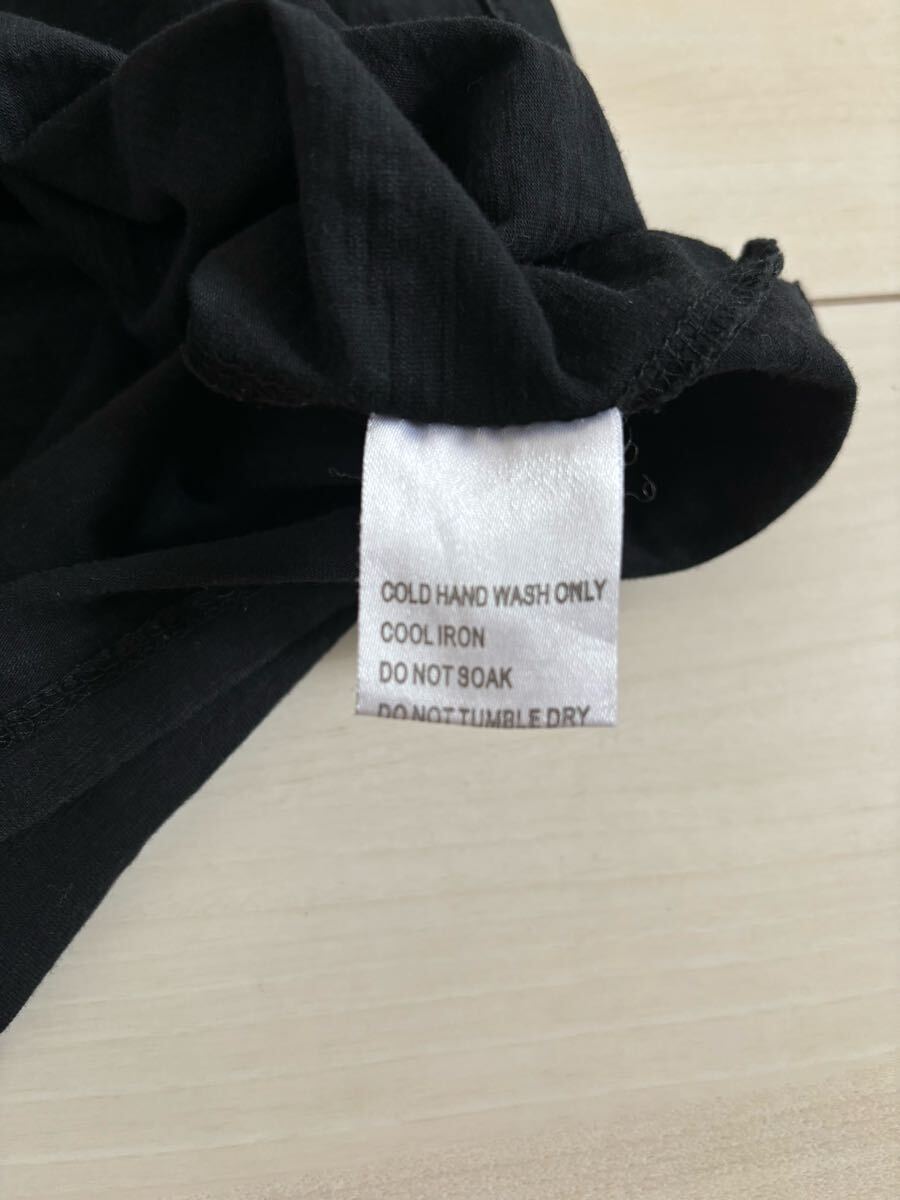 COLD HAND WASH ONLY
COOL IRON
DO NOT SOAK
DO NOT TUMBLE DRY